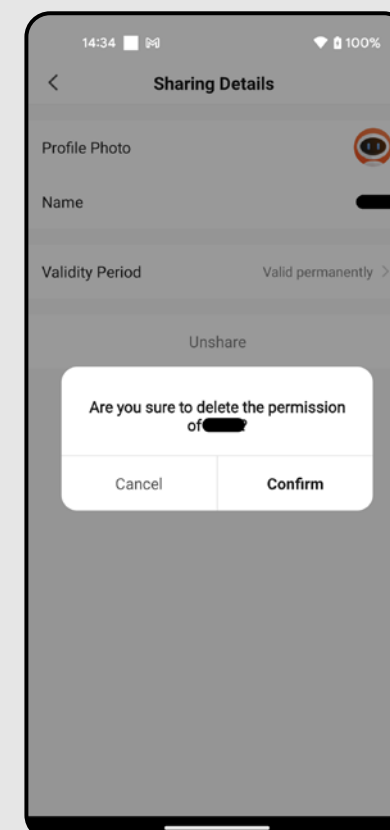 14:34
100%
Sharing Details
Profile Photo
Name
Validity Period Valid permanently
Unshare
Are you sure to delete the permission
of ?
Cancel Confirm